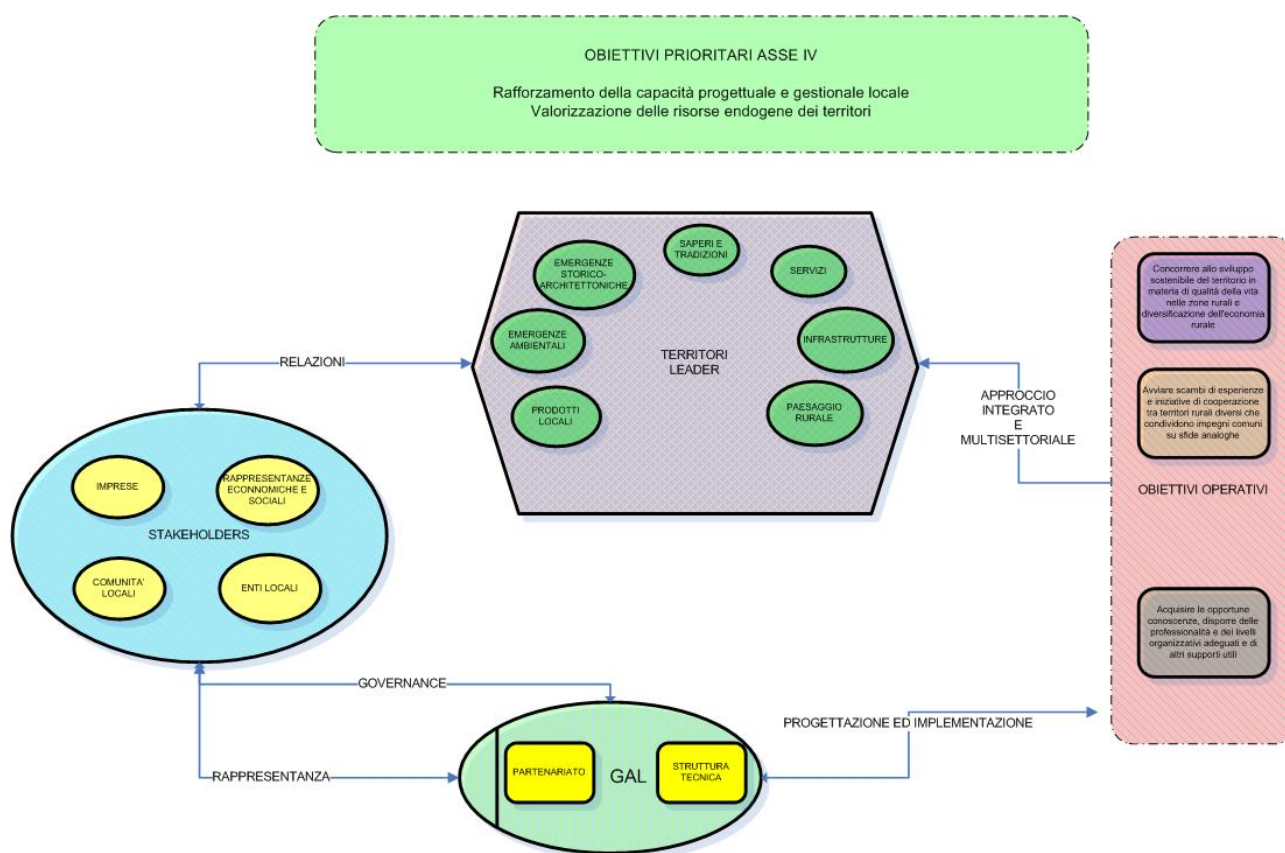 OBIETTIVI PRIORITARI ASSE IV
Rafforzamento della capacità progettuale e gestionale locale
Valorizzazione delle risorse endogene dei territori
SAPERI E
TRADIZIONI
EMERGENZE
STORICO-
ARCHITETTONICHE
SERVIZI
EMERGENZE
AMBIENTALI
INFRASTRUTTURE
TERRITORI
LEADER
PRODOTTI
LOCALI
PAESAGGIO
RURALE
RELAZIONI
APPROCCIO
INTEGRATO
E
MULTISETTORIALE
Concorrere allo sviluppo
sostenibile del territorio in
materia di qualità della vita
nelle zone rurali e
diversificazione dell'economia
rurale
Avviare scambi di esperienze
e iniziative di cooperazione
tra territori rurali diversi che
condividono impegni comuni
su sfide analoghe
OBIETTIVI OPERATIVI
Acquisire le opportune
conoscenze, disporre delle
professionalità e dei livelli
organizzativi adeguati e di
altri supporti utili
IMPRESE
RAPPRESENTANZE
ECONNOMICHE E
SOCIALI
STAKEHOLDERS
COMUNITA'
LOCALI
ENTI LOCALI
GOVERNANCE
RAPPRESENTANZA
PROGETTAZIONE ED IMPLEMENTAZIONE
PARTENARIATO
GAL
STRUTTURA
TECNICA